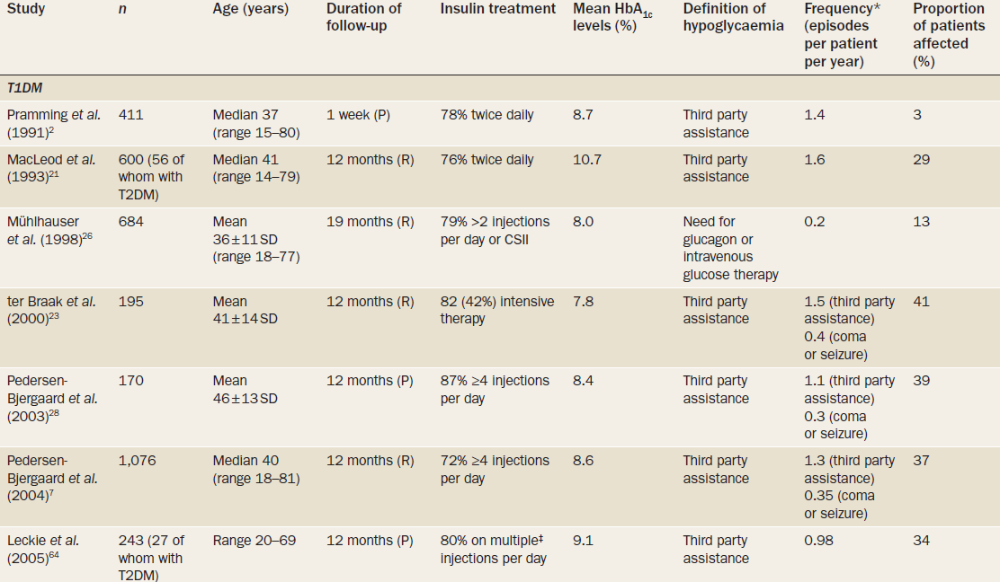 Study n Age (years) Duration of follow-up Insulin treatment Mean HbA1c levels (%) Definition of hypoglycaemia Frequency* (episodes per patient per year) Proportion of patients affected (%)
T1DM
Pramming et al. (1991)2 411 Median 37 (range 15–80) 1 week (P) 78% twice daily 8.7 Third party assistance 1.4 3
MacLeod et al. (1993)21 600 (56 of whom with T2DM) Median 41 (range 14–79) 12 months (R) 76% twice daily 10.7 Third party assistance 1.6 29
Mühlhauser et al. (1998)26 684 Mean 36±11SD (range 18–77) 19 months (R) 79% >2 injections per day or CSII 8.0 Need for glucagon or intravenous glucose therapy 0.2 13
ter Braak et al. (2000)23 195 Mean 41±14SD 12 months (R) 82 (42%) intensive therapy 7.8 Third party assistance 1.5 (third party assistance) 0.4 (coma or seizure) 41
Pedersen-Bjergaard et al. (2003)28 170 Mean 46±13SD 12 months (P) 87% ≥4 injections per day 8.4 Third party assistance 1.1 (third party assistance) 0.3 (coma or seizure) 39
Pedersen-Bjergaard et al. (2004)7 1,076 Median 40 (range 18–81) 12 months (R) 72% ≥4 injections per day 8.6 Third party assistance 1.3 (third party assistance) 0.35 (coma or seizure) 37
Leckie et al. (2005)64 243 (27 of whom with T2DM) Range 20–69 12 months (P) 80% on multiple‡ injections per day 9.1 Third party assistance 0.98 34